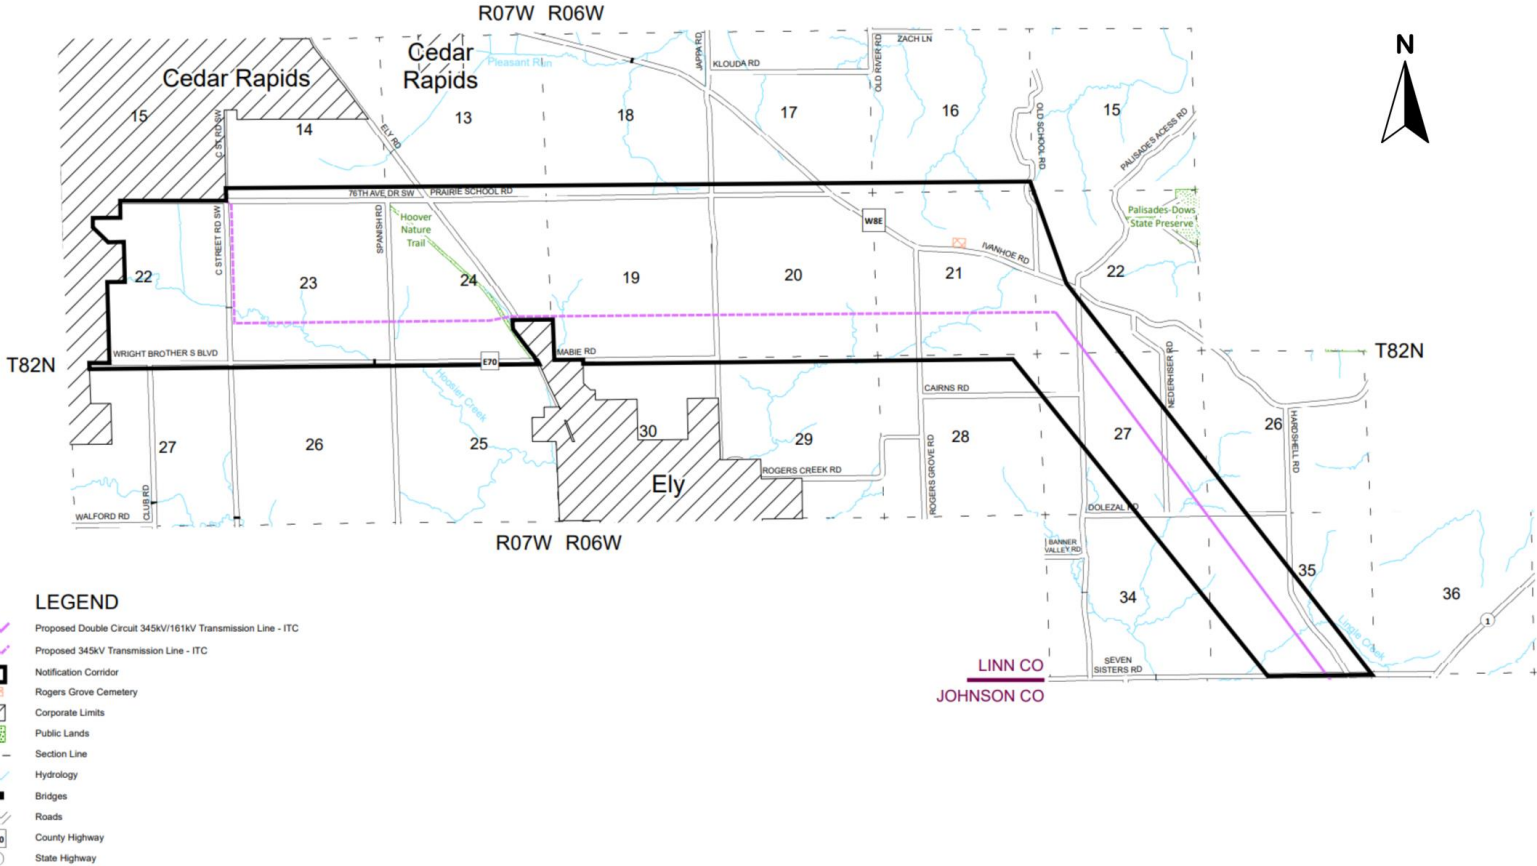 R07W R06W
Cedar Rapids
Cedar
Rapids
Pleasant Run
JAPPA RD
KLOUDA RD
OLD RIVER RD
ZACH LN
N
15
14
13
18
17
16
15
C ST RD SW
ELY RD
OLD SCHOOL RD
PALISADES ACESS RD
76TH AVE DR SW
PRAIRIE SCHOOL RD
C STREET RD SW
SPANISH RD
Hoover
Nature
Trail
W8E
IVANHOE RD
Palisades-Dows
State Preserve
22
23
24
19
20
21
22
T82N
WRIGHT BROTHER S BLVD
E70
MABIE RD
T82N
Hoosier Creek
CAIRNS RD
NEDERHISER RD
HARDSHELL RD
27
26
25
30
29
28
27
26
ROGERS CREEK RD
ROGERS GROVE RD
Ely
CLUB RD
WALFORD RD
DOLEZAL RD
R07W R06W
BANNER
VALLEY RD
34
35
36
1
Lingle Creek
SEVEN
SISTERS RD
LINN CO
JOHNSON CO
LEGEND
Proposed Double Circuit 345kV/161kV Transmission Line - ITC
Proposed 345kV Transmission Line - ITC
Notification Corridor
Rogers Grove Cemetery
Corporate Limits
Public Lands
Section Line
Hydrology
Bridges
Roads
0
County Highway
State Highway